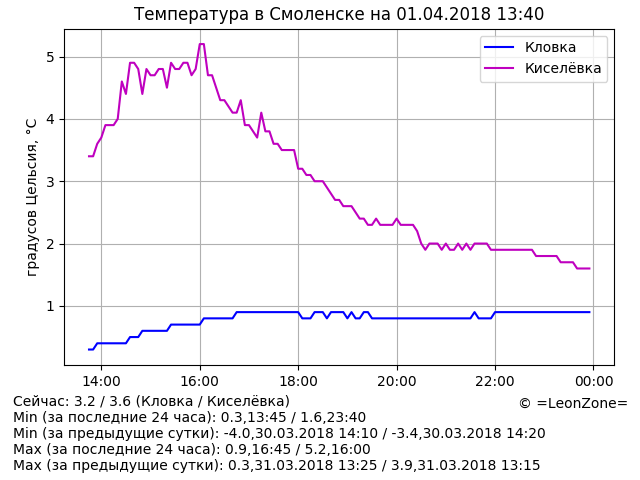 Температура в Смоленске на 01.04.2018 13:40
Кловка
Киселёвка
градусов Цельсия, °C
5
4
3
2
1
14:00 16:00 18:00 20:00 22:00 00:00
Сейчас: 3.2 / 3.6 (Кловка / Киселёвка)
© =LeonZone=
Min (за последние 24 часа): 0.3,13:45 / 1.6,23:40
Min (за предыдущие сутки): -4.0,30.03.2018 14:10 / -3.4,30.03.2018 14:20
Max (за последние 24 часа): 0.9,16:45 / 5.2,16:00
Max (за предыдущие сутки): 0.3,31.03.2018 13:25 / 3.9,31.03.2018 13:15